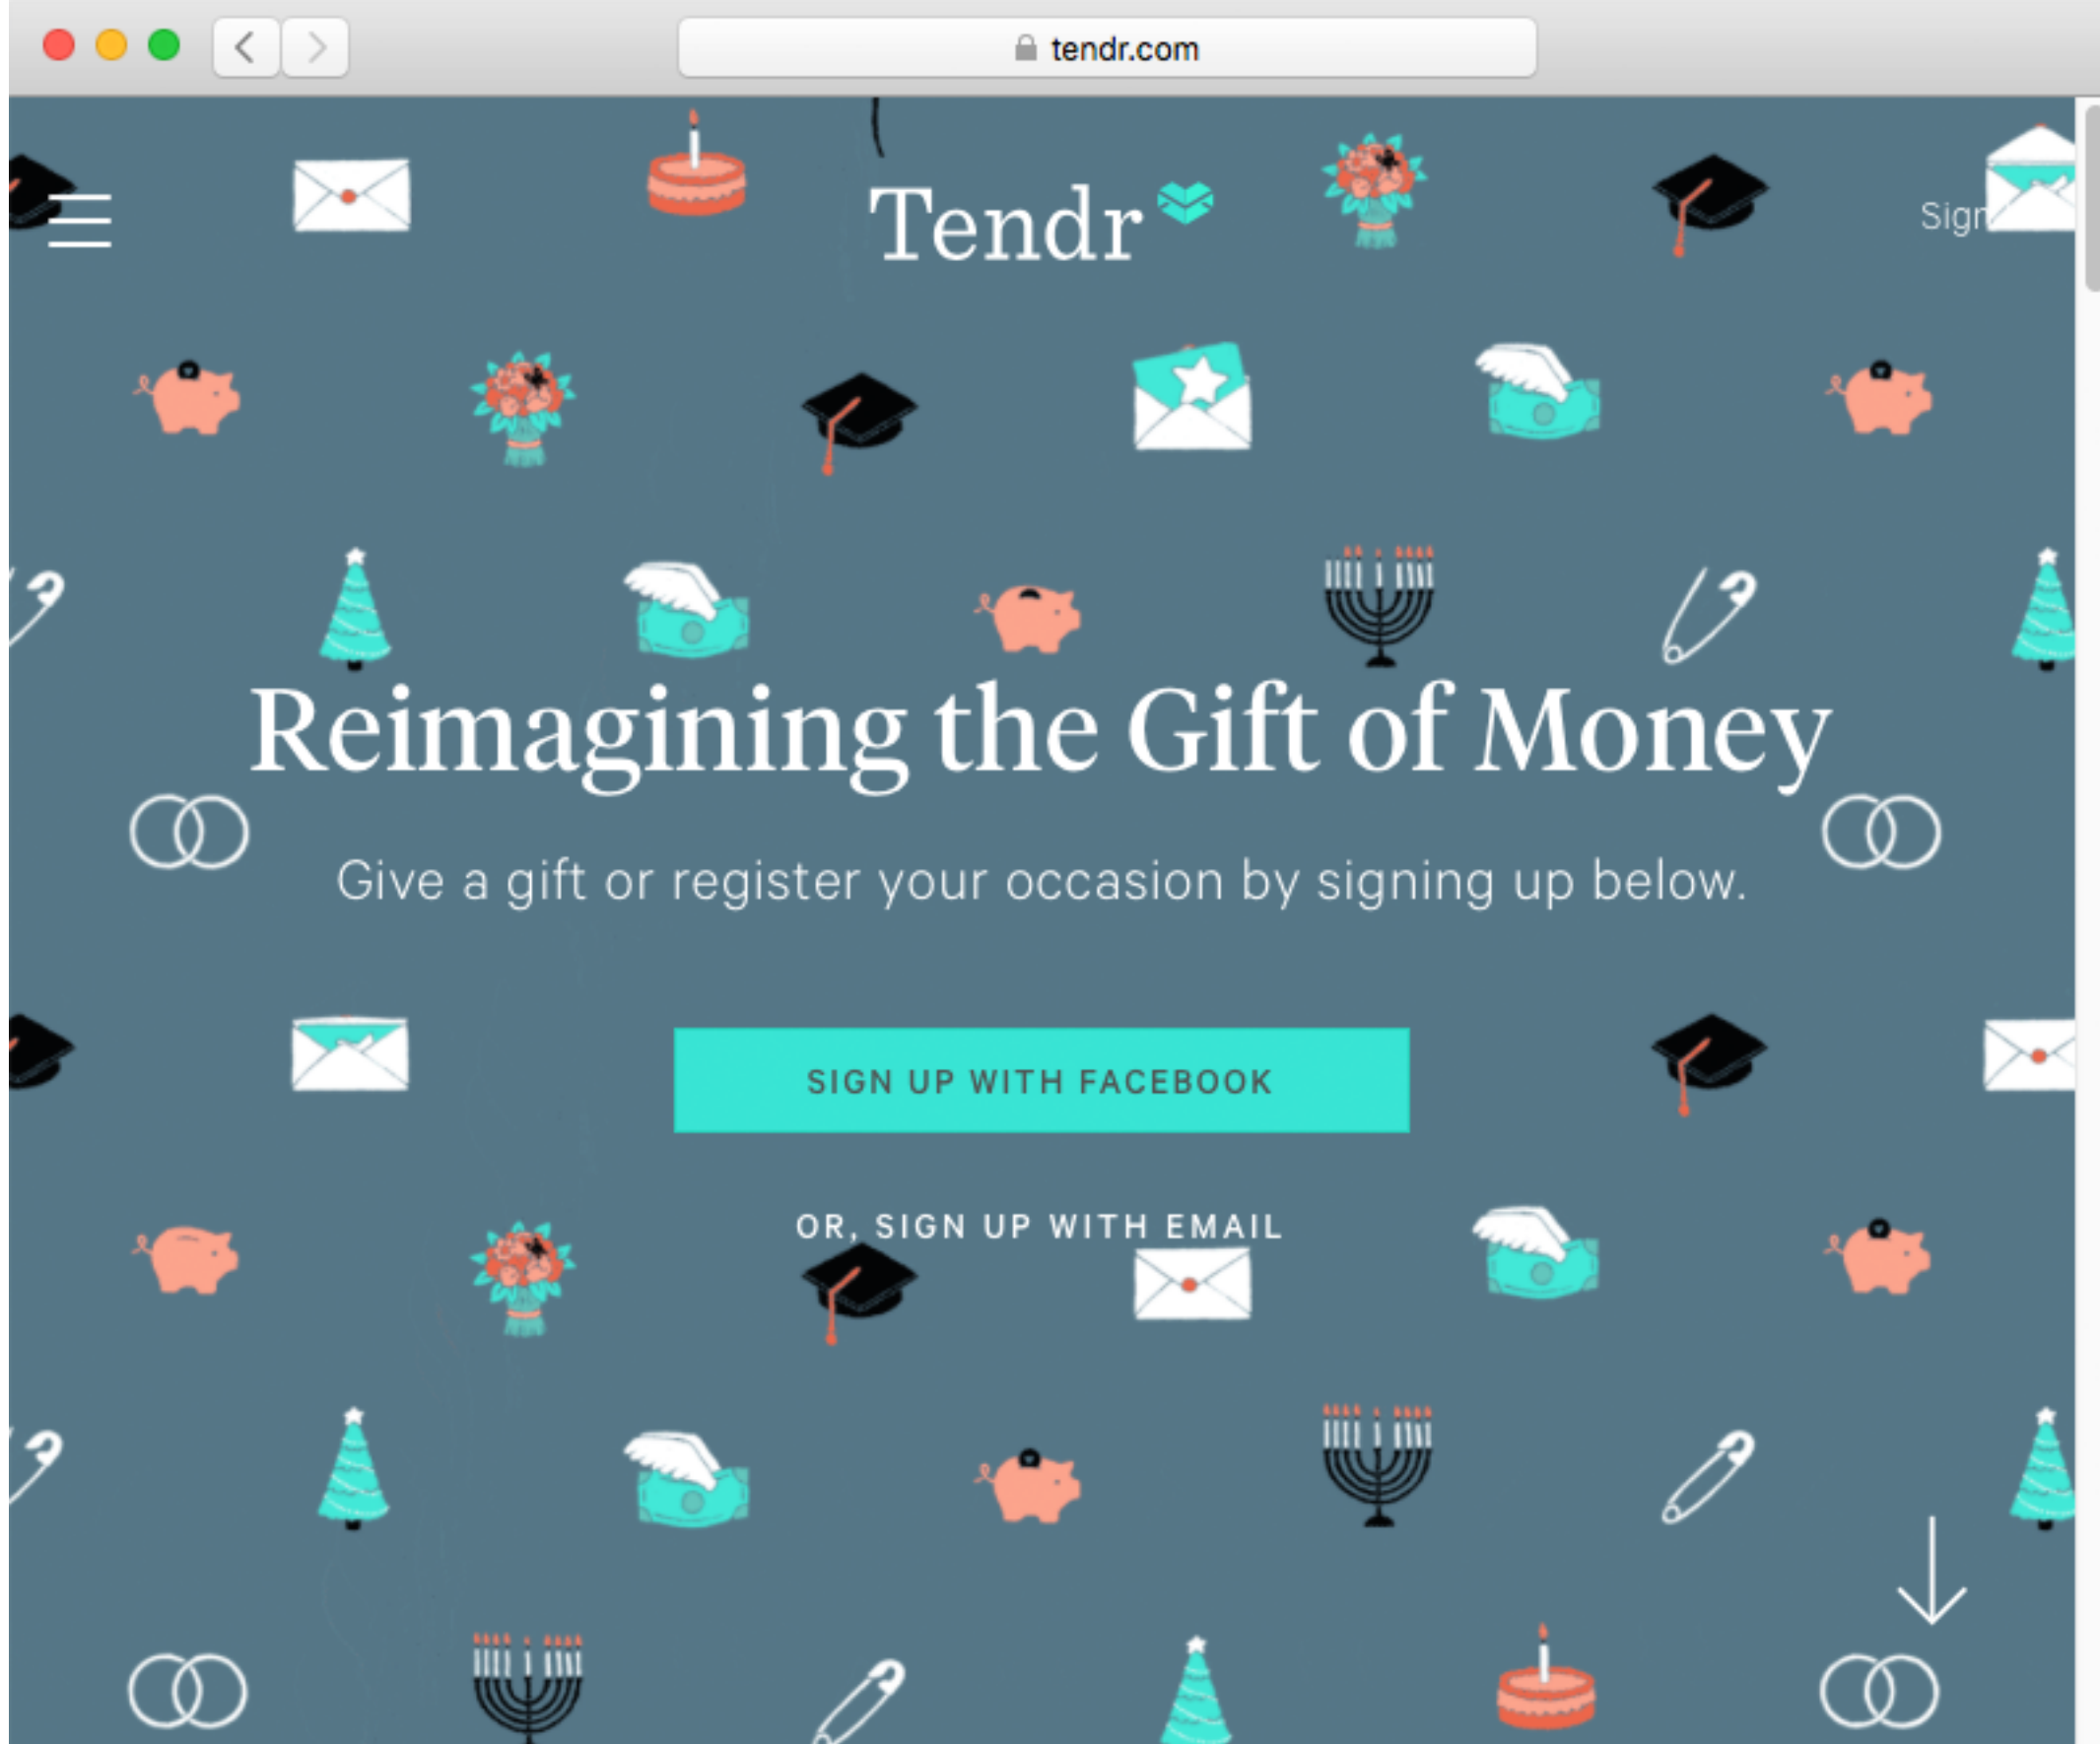 tendr.com
Tendr
Reimagining the Gift of Money
Give a gift or register your occasion by signing up below.
SIGN UP WITH FACEBOOK
OR, SIGN UP WITH EMAIL